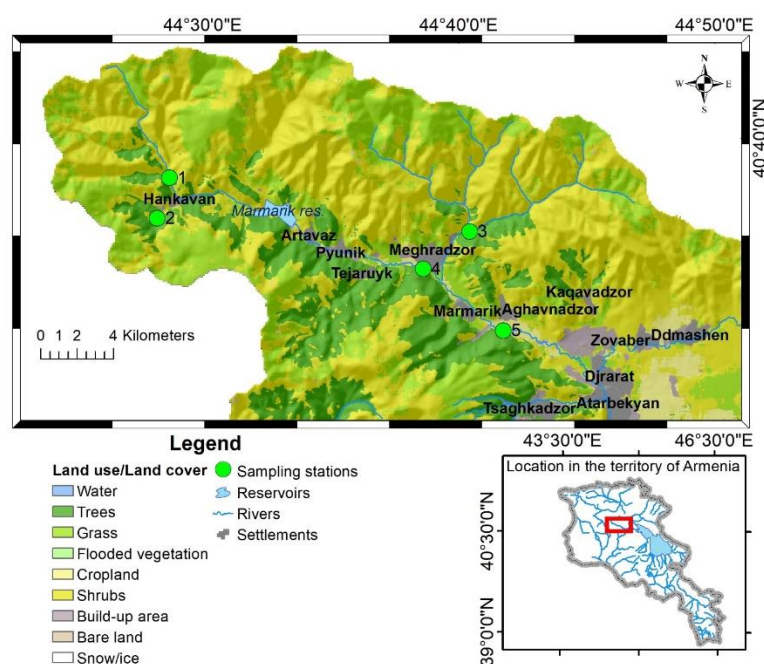 44°30'0"E 44°40'0"E 44°50'0"E
N
W E
S
40°40'0"N
1
Hankavan
2
Marmarik res.
Artavaz
3
Pyunik
Meghradzor
Tejaruyk
4
Kaqavadzor
Marmarik
Aghavnadzor
5
Zovaber
Ddmashen
Djrarat
Tsaghkadzor
Atarbekyan
0 1 2 4 Kilometers
Legend
Land use/Land cover
Water
Trees
Grass
Flooded vegetation
Cropland
Shrubs
Build-up area
Bare land
Snow/ice
Sampling stations
Reservoirs
Rivers
Settlements
43°30'0"E 46°30'0"E
Location in the territory of Armenia
40°30'0"N
39°0'0"N